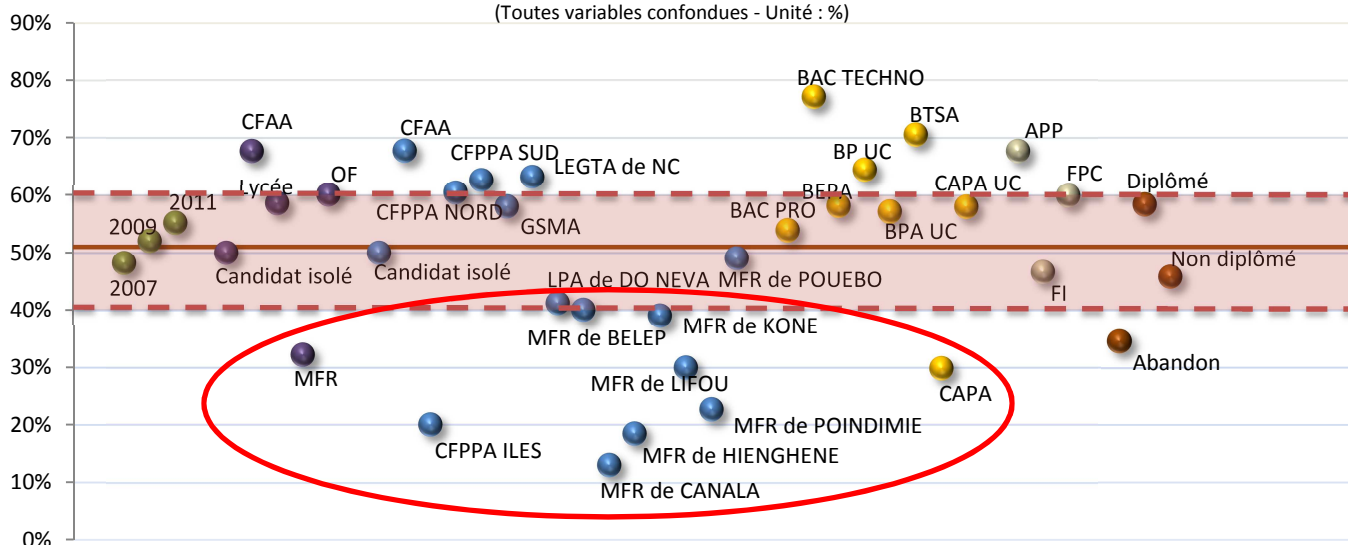 (Toutes variables confondues - Unité : %)
90%
80%
70%
60%
50%
40%
30%
20%
10%
0%
2007
2009
2011
Candidat isolé
CFAA
Lycée
MFR
OF
Candidat isolé
CFAA
CFPPA ILES
CFPPA NORD
CFPPA SUD
GSMA
LEGTA de NC
LPA de DO NEVA
MFR de BELEP
MFR de CANALA
MFR de HIENGHENE
MFR de KONE
MFR de LIFOU
MFR de POINDIMIE
MFR de POUEBO
BAC PRO
BAC TECHNO
BEPA
BP UC
BPA UC
BTSA
CAPA
CAPA UC
APP
FI
FPC
Abandon
Diplômé
Non diplômé